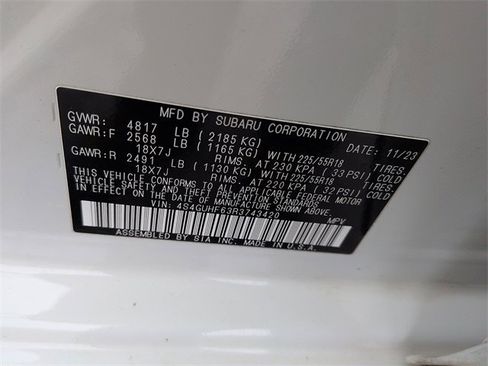 MFD BY SUBARU CORPORATION DATE 11/23
GVWR: 4817 LB ( 2185 KG)
GAWR:F 2568 LB ( 1165 KG) WITH 225/55R18 TIRES,
18X7J RIMS, AT 230 KPA ( 33 PSI) COLD
GAWR:R 2491 LB ( 1130 KG) WITH 225/55R18 TIRES,
18X7J RIMS, AT 220 KPA ( 32 PSI) COLD
THIS VEHICLE CONFORMS TO ALL APPLICABLE FEDERAL MOTOR
VEHICLE SAFETY, BUMPER, AND THEFT PREVENTION STANDARDS
IN EFFECT ON THE DATE OF MANUFACTURE SHOWN ABOVE.
VIN: 4S4GUHF63R3743420 MPV
ASSEMBLED BY SIA INC. MADE IN U.S.A.